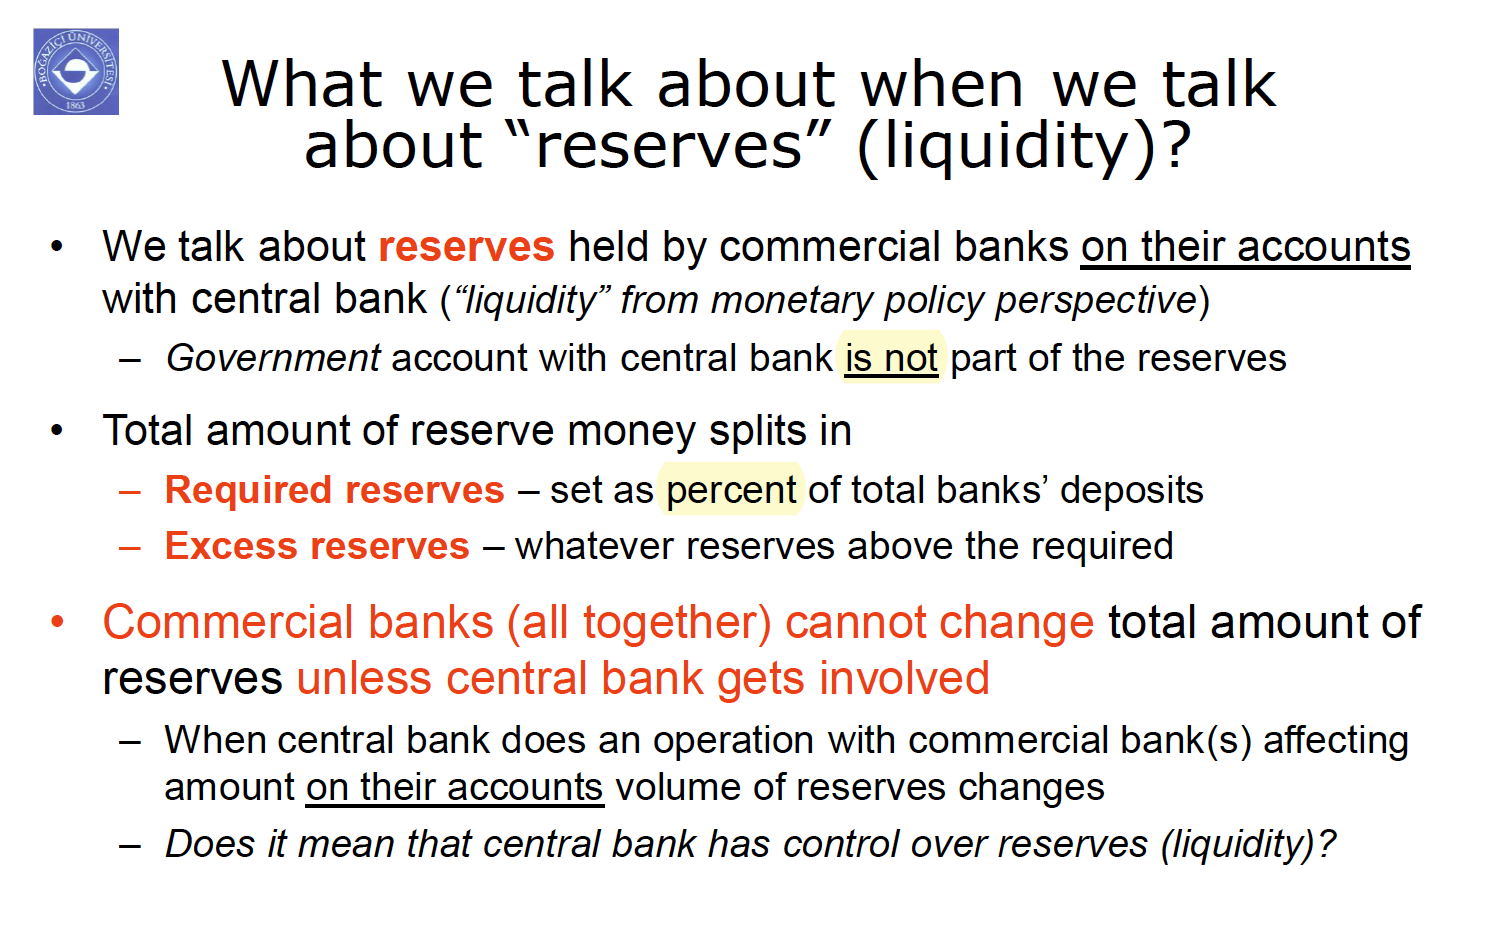 BOĞAZİÇİ ÜNİVERSİTESİ
1863
What we talk about when we talk
about “reserves” (liquidity)?
• We talk about reserves held by commercial banks on their accounts
with central bank (“liquidity” from monetary policy perspective)
– Government account with central bank is not part of the reserves
• Total amount of reserve money splits in
– Required reserves – set as percent of total banks’ deposits
– Excess reserves – whatever reserves above the required
• Commercial banks (all together) cannot change total amount of
reserves unless central bank gets involved
– When central bank does an operation with commercial bank(s) affecting
amount on their accounts volume of reserves changes
– Does it mean that central bank has control over reserves (liquidity)?